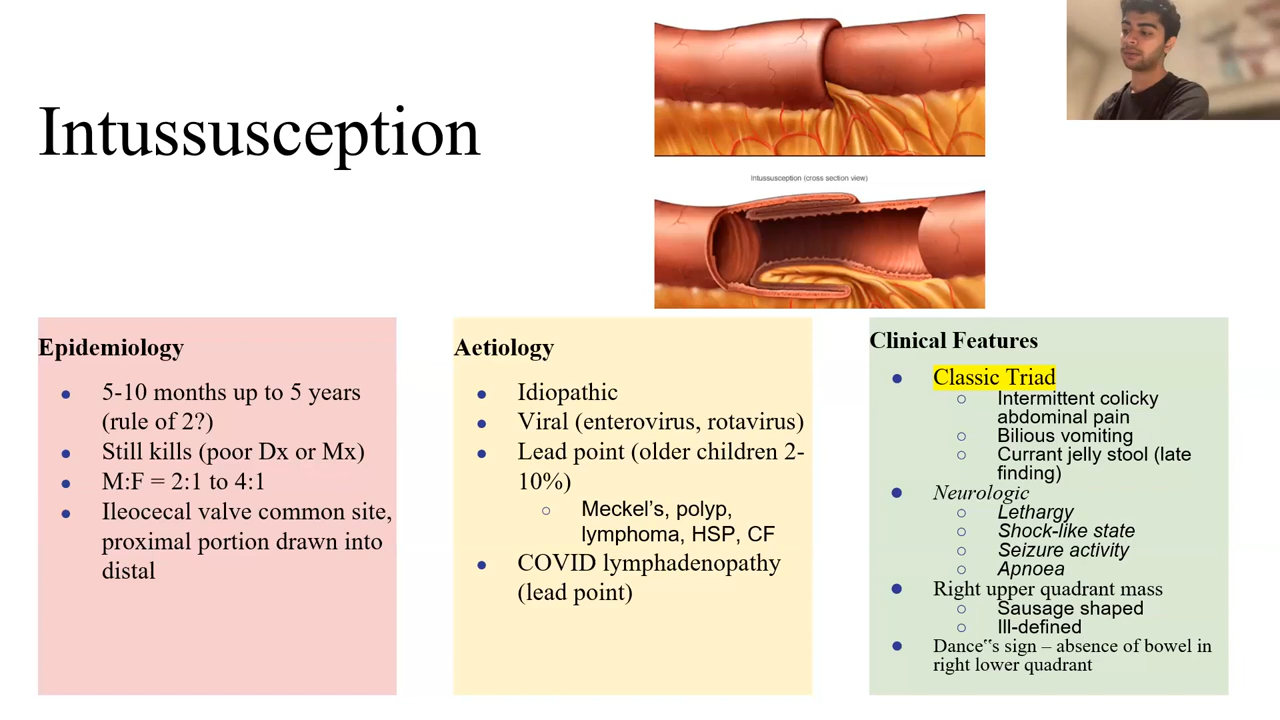 Intussusception
Intussusception (cross section view)
Epidemiology
● 5-10 months up to 5 years
(rule of 2?)
● Still kills (poor Dx or Mx)
● M:F = 2:1 to 4:1
● Ileocecal valve common site,
proximal portion drawn into
distal
Aetiology
● Idiopathic
● Viral (enterovirus, rotavirus)
● Lead point (older children 2-
10%)
○ Meckel’s, polyp,
lymphoma, HSP, CF
● COVID lymphadenopathy
(lead point)
Clinical Features
● Classic Triad
○ Intermittent colicky
abdominal pain
○ Bilious vomiting
○ Currant jelly stool (late
finding)
● Neurologic
○ Lethargy
○ Shock-like state
○ Seizure activity
○ Apnoea
● Right upper quadrant mass
○ Sausage shaped
○ Ill-defined
● Dance‟s sign – absence of bowel in
right lower quadrant